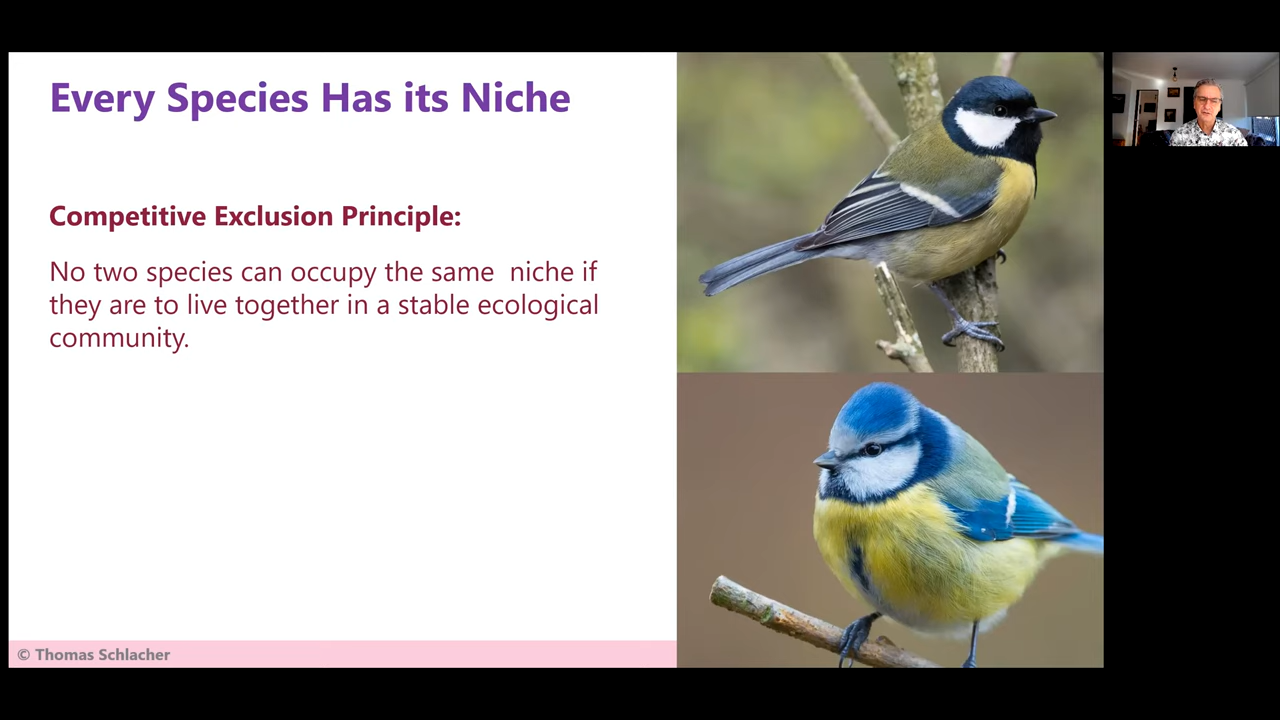 Every Species Has its Niche
Competitive Exclusion Principle:
No two species can occupy the same  niche if
they are to live together in a stable ecological
community.
© Thomas Schlacher